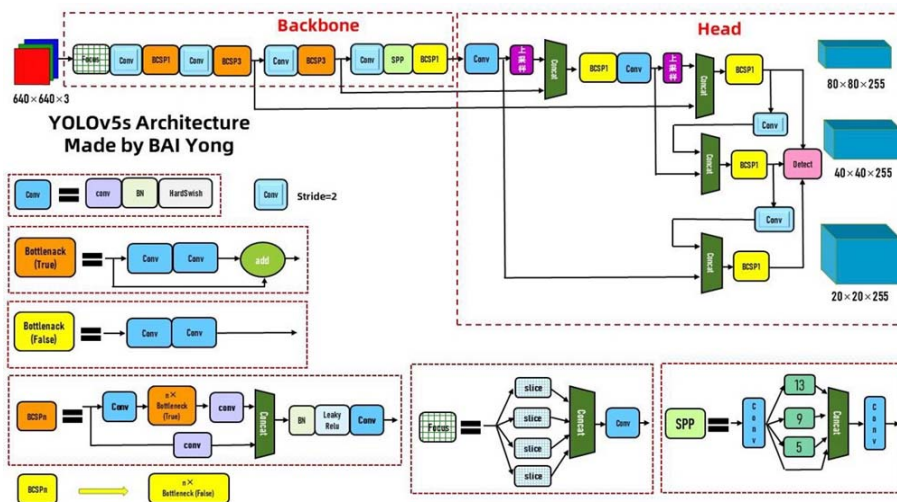 Backbone
Head
Focus
Conv
BCSP1
Conv
BCSP3
Conv
BCSP3
Conv
SPP
BCSP1
Conv
上采样
Concat
BCSP1
Conv
上采样
Concat
BCSP1
640×640×3
80×80×255
YOLOv5s Architecture
Made by BAI Yong
Conv
Concat
BCSP1
Detect
40×40×255
Conv
conv
BN
HardSwish
Conv
Stride=2
Conv
Concat
BCSP1
20×20×255
Bottlenack
(True)
Conv
Conv
add
Bottlenack
(False)
Conv
Conv
BCSPn
Conv
n×
Bottleneck
(True)
conv
conv
Concat
BN
Leaky
Relu
Conv
BCSPn
n×
Bottleneck (False)
Focus
slice
slice
slice
slice
Concat
Conv
SPP
Conv
13
9
5
Concat
Conv